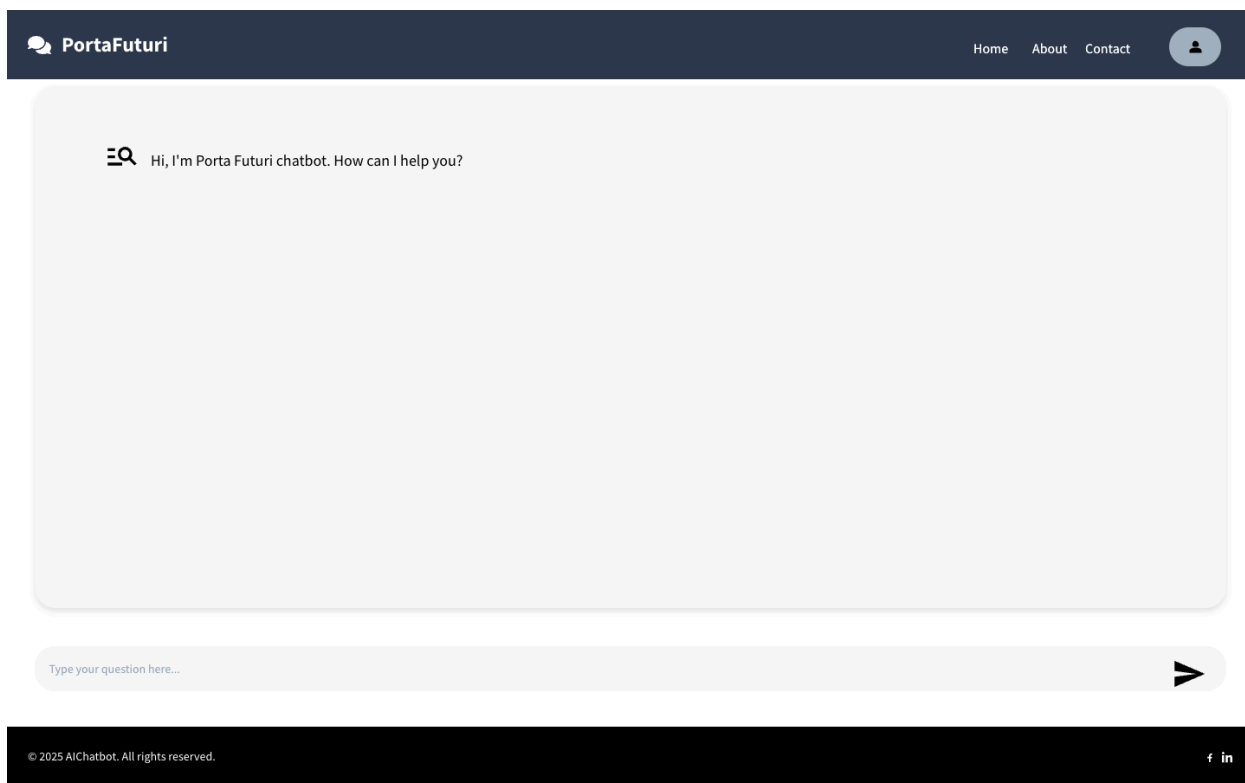 PortaFuturi
Home About Contact
Hi, I'm Porta Futuri chatbot. How can I help you?
Type your question here...
© 2025 AIChatbot. All rights reserved.
f in